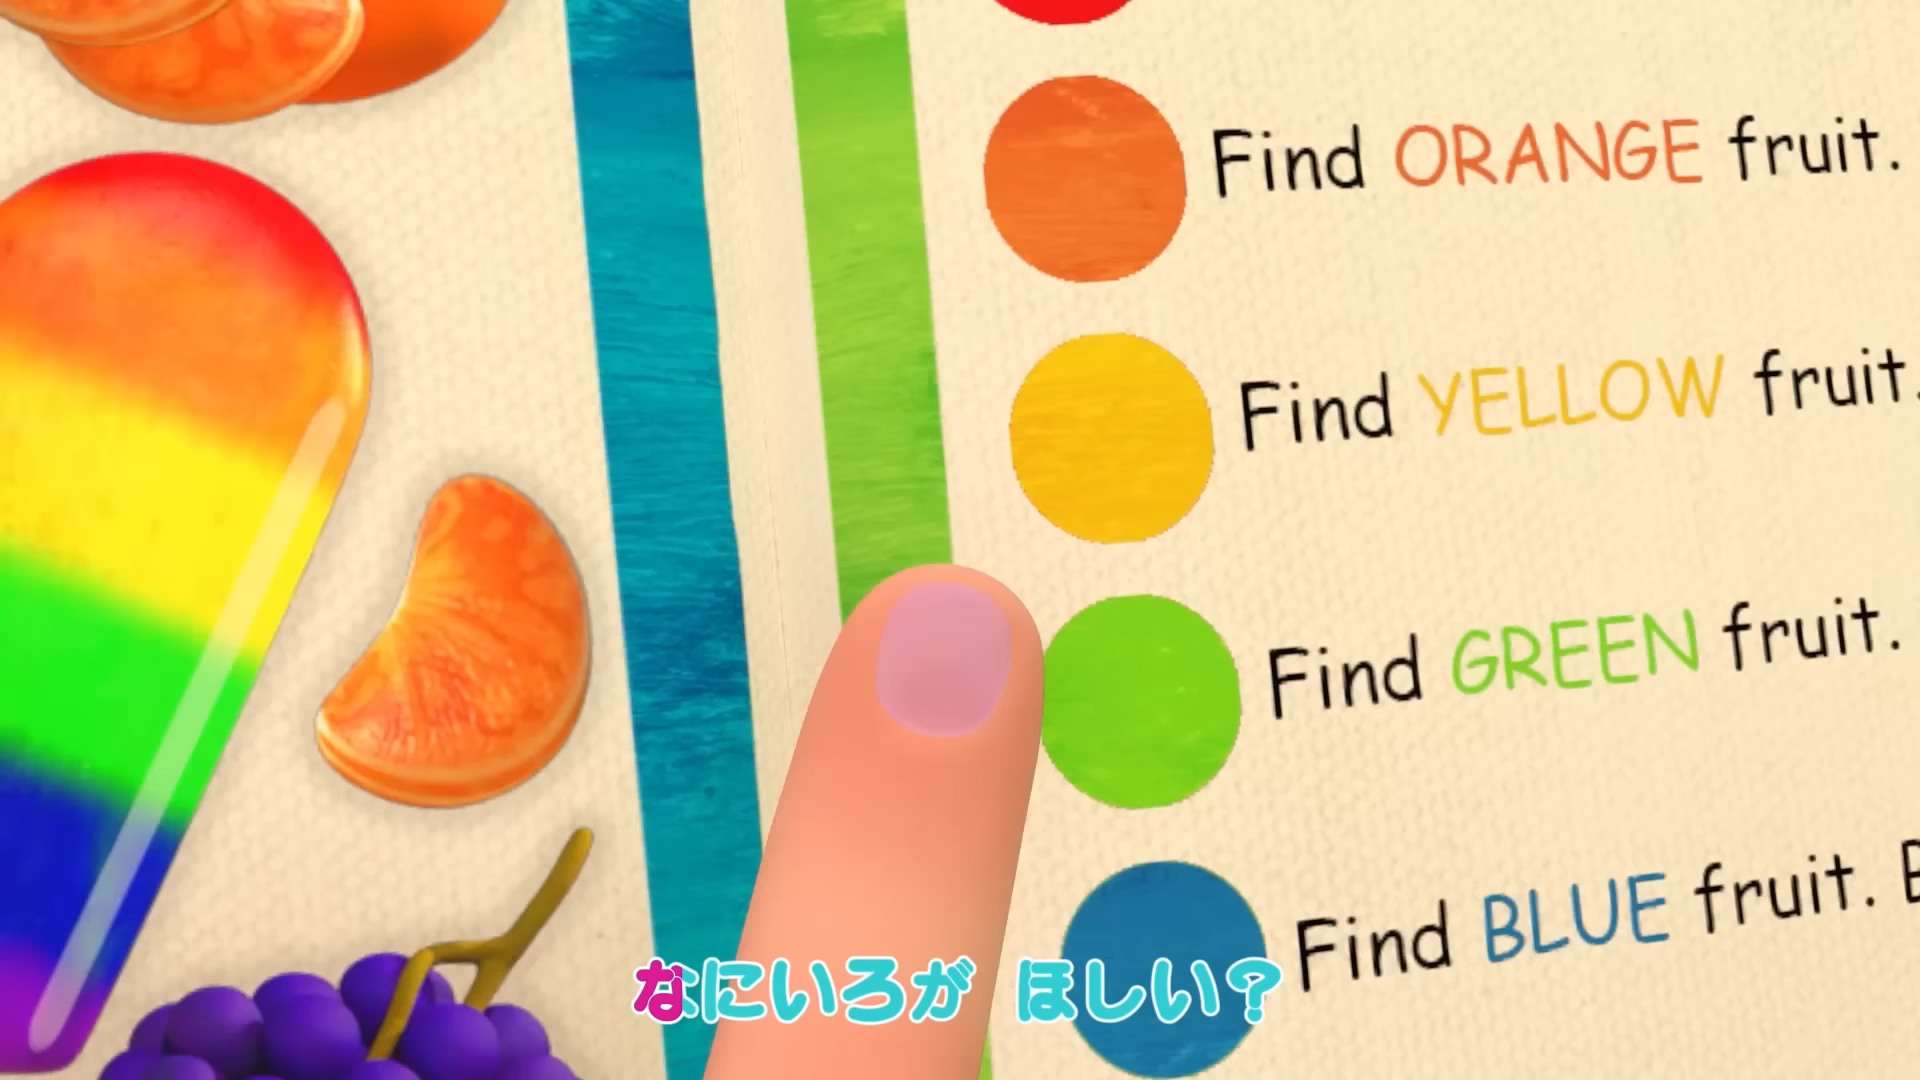 Find ORANGE fruit.
Find YELLOW fruit.
Find GREEN fruit.
Find BLUE fruit.
なにいろが ほしい?